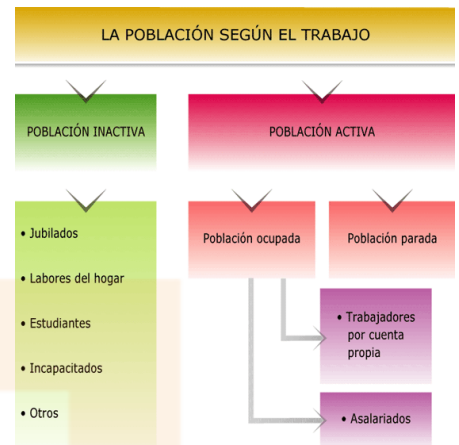 LA POBLACIÓN SEGÚN EL TRABAJO
POBLACIÓN INACTIVA
POBLACIÓN ACTIVA
• Jubilados
• Labores del hogar
• Estudiantes
• Incapacitados
• Otros
Población ocupada
Población parada
• Trabajadores
por cuenta
propia
• Asalariados